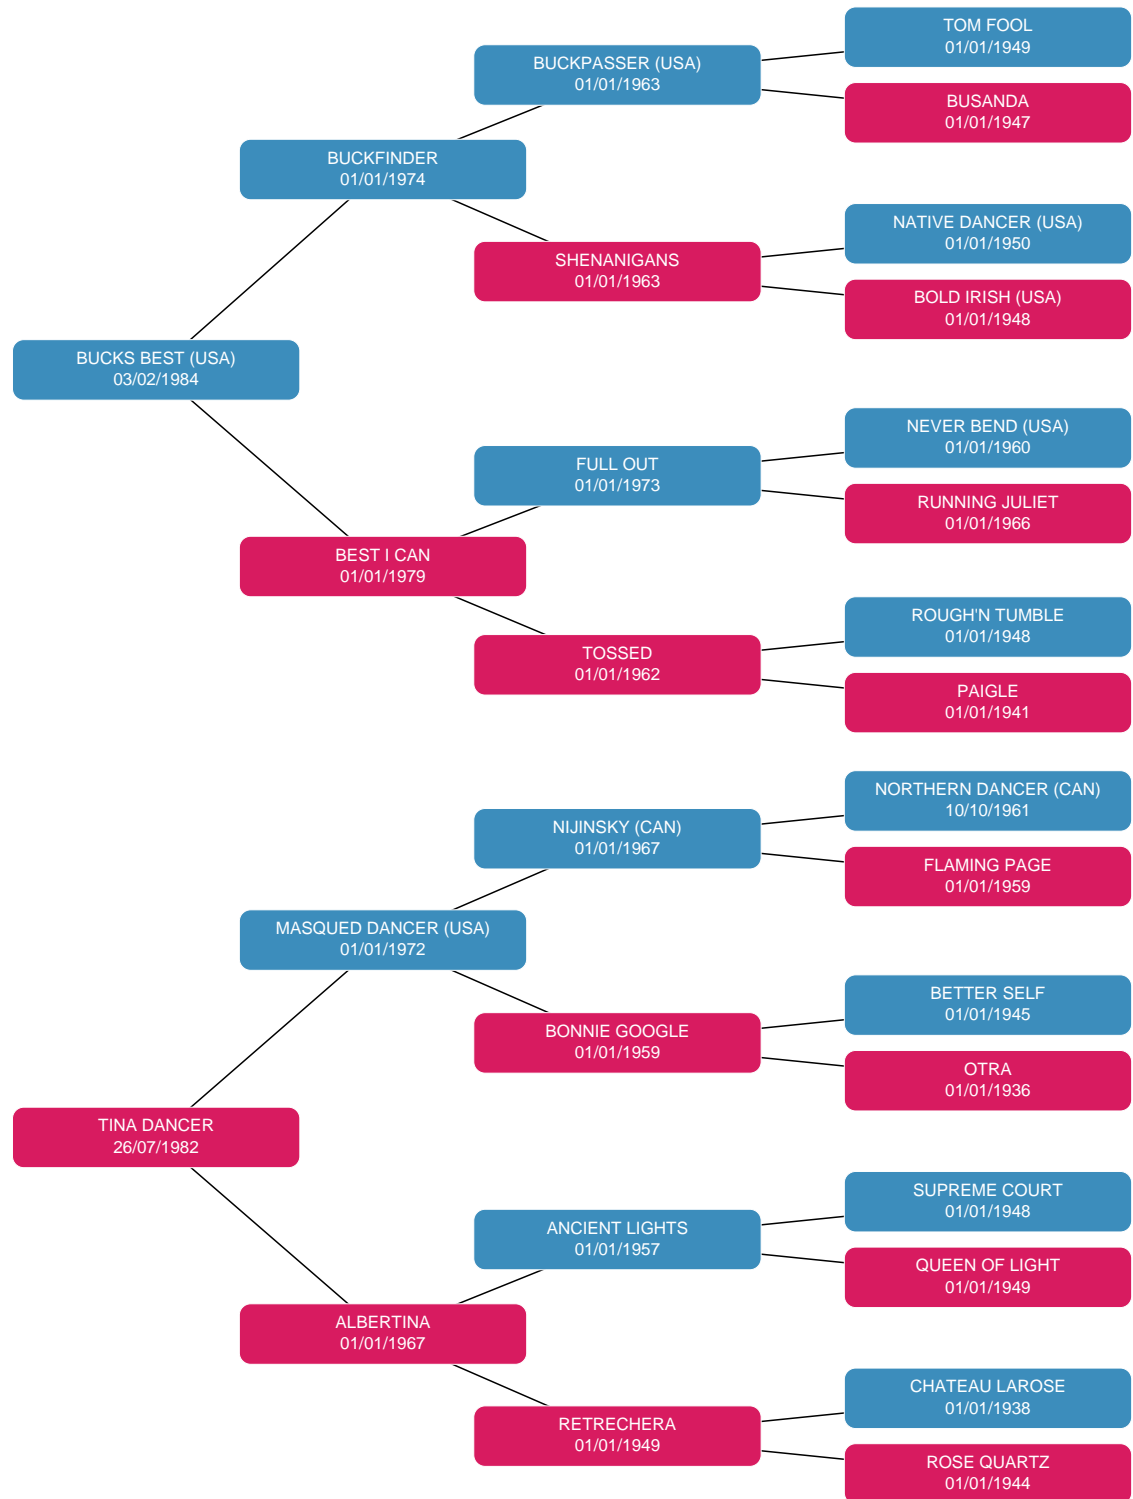 TOM FOOL
01/01/1949
BUCKPASSER (USA)
01/01/1963
BUSANDA
01/01/1947
BUCKFINDER
01/01/1974
NATIVE DANCER (USA)
01/01/1950
SHENANIGANS
01/01/1963
BOLD IRISH (USA)
01/01/1948
BUCKS BEST (USA)
03/02/1984
NEVER BEND (USA)
01/01/1960
FULL OUT
01/01/1973
RUNNING JULIET
01/01/1966
BEST I CAN
01/01/1979
ROUGH'N TUMBLE
01/01/1948
TOSSED
01/01/1962
PAIGLE
01/01/1941
NORTHERN DANCER (CAN)
10/10/1961
NIJINSKY (CAN)
01/01/1967
FLAMING PAGE
01/01/1959
MASQUED DANCER (USA)
01/01/1972
BETTER SELF
01/01/1945
BONNIE GOOGLE
01/01/1959
OTRA
01/01/1936
TINA DANCER
26/07/1982
SUPREME COURT
01/01/1948
ANCIENT LIGHTS
01/01/1957
QUEEN OF LIGHT
01/01/1949
ALBERTINA
01/01/1967
CHATEAU LAROSE
01/01/1938
RETRECHERA
01/01/1949
ROSE QUARTZ
01/01/1944